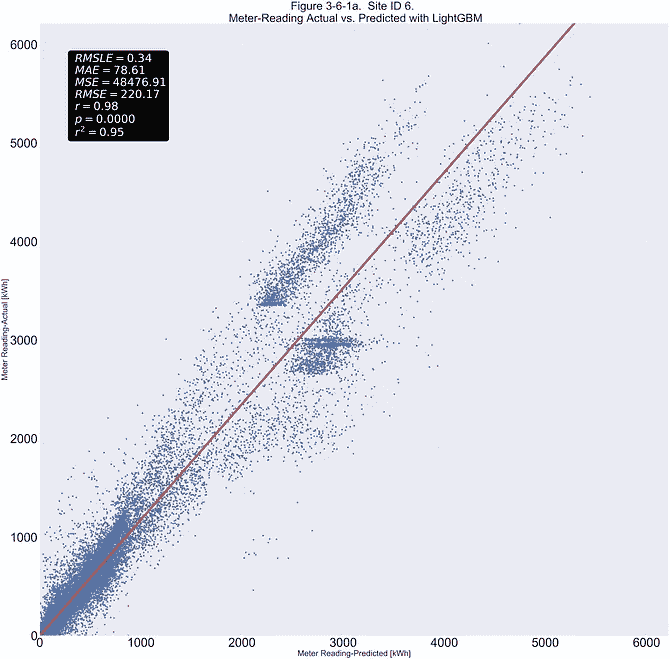 Figure 3-6-1a. Site ID 6.
Meter-Reading Actual vs. Predicted with LightGBM
RMSLE = 0.34
MAE = 78.61
MSE = 48476.91
RMSE = 220.17
r = 0.98
p = 0.0000
r² = 0.95
6000
5000
4000
3000
2000
1000
0
Meter Reading-Actual [kWh]
0 1000 2000 3000 4000 5000 6000
Meter Reading-Predicted [kWh]